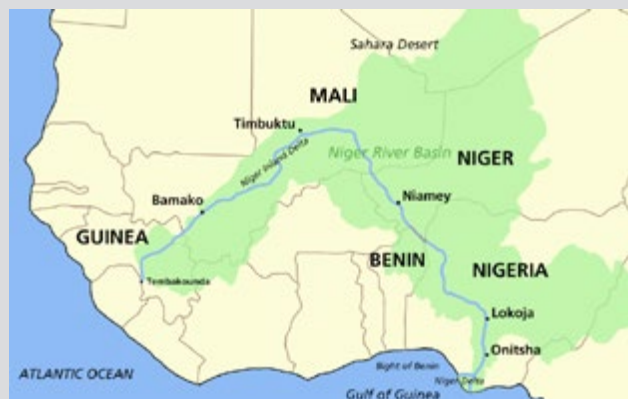 Sahara Desert
MALI
Timbuktu
Niger Inland Delta
Niger River Basin
NIGER
Bamako
Niamey
GUINEA
BENIN
NIGERIA
Tembakounda
Lokoja
Onitsha
Bight of Benin
ATLANTIC OCEAN
Niger Delta
Gulf of Guinea